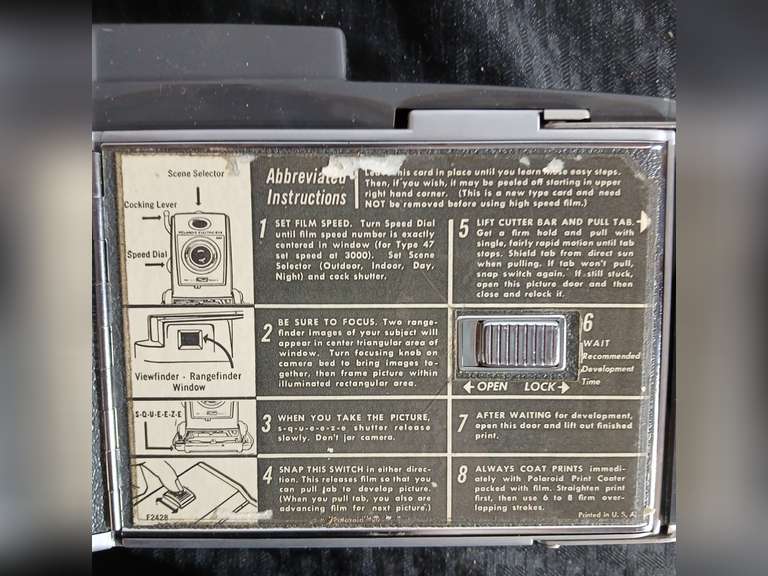 Scene Selector
Cocking Lever
Speed Dial
Viewfinder - Rangefinder
Window
S-Q-U-E-E-Z-E
F2428
Abbreviated
Instructions
this card in place until you learn these easy steps.
Then, if you wish, it may be peeled off starting in upper
right hand corner. (This is a new type card and need
NOT be removed before using high speed film.)
1 SET FILM SPEED. Turn Speed Dial
until film speed number is exactly
centered in window (for Type 47
set speed at 3000). Set Scene
Selector (Outdoor, Indoor, Day,
Night) and cock shutter.
2 BE SURE TO FOCUS. Two range-
finder images of your subject will
appear in center triangular area of
window. Turn focusing knob on
camera bed to bring images to-
gether, than frame picture within
illuminated rectangular area.
3 WHEN YOU TAKE THE PICTURE,
s-q-u-e-e-z-e shutter release
slowly. Don't jar camera.
4 SNAP THIS SWITCH in either direc-
tion. This releases film so that you
can pull tab to develop picture.
(When you pull tab, you also are
advancing film for next picture.)
5 LIFT CUTTER BAR AND PULL TAB.
Get a firm hold and pull with
single, fairly rapid motion until tab
stops. Shield tab from direct sun
when pulling. If tab won't pull,
snap switch again. If still stuck,
open this picture door and then
close and relock it.
6
WAIT
Recommended
Development
Time
OPEN LOCK
7 AFTER WAITING for development,
open this door and lift out finished
print.
8 ALWAYS COAT PRINTS immedi-
ately with Polaroid Print Coater
packed with film. Straighten print
first, then use 6 to 8 firm over-
lapping strokes.
Polaroid
Printed in U. S. A.